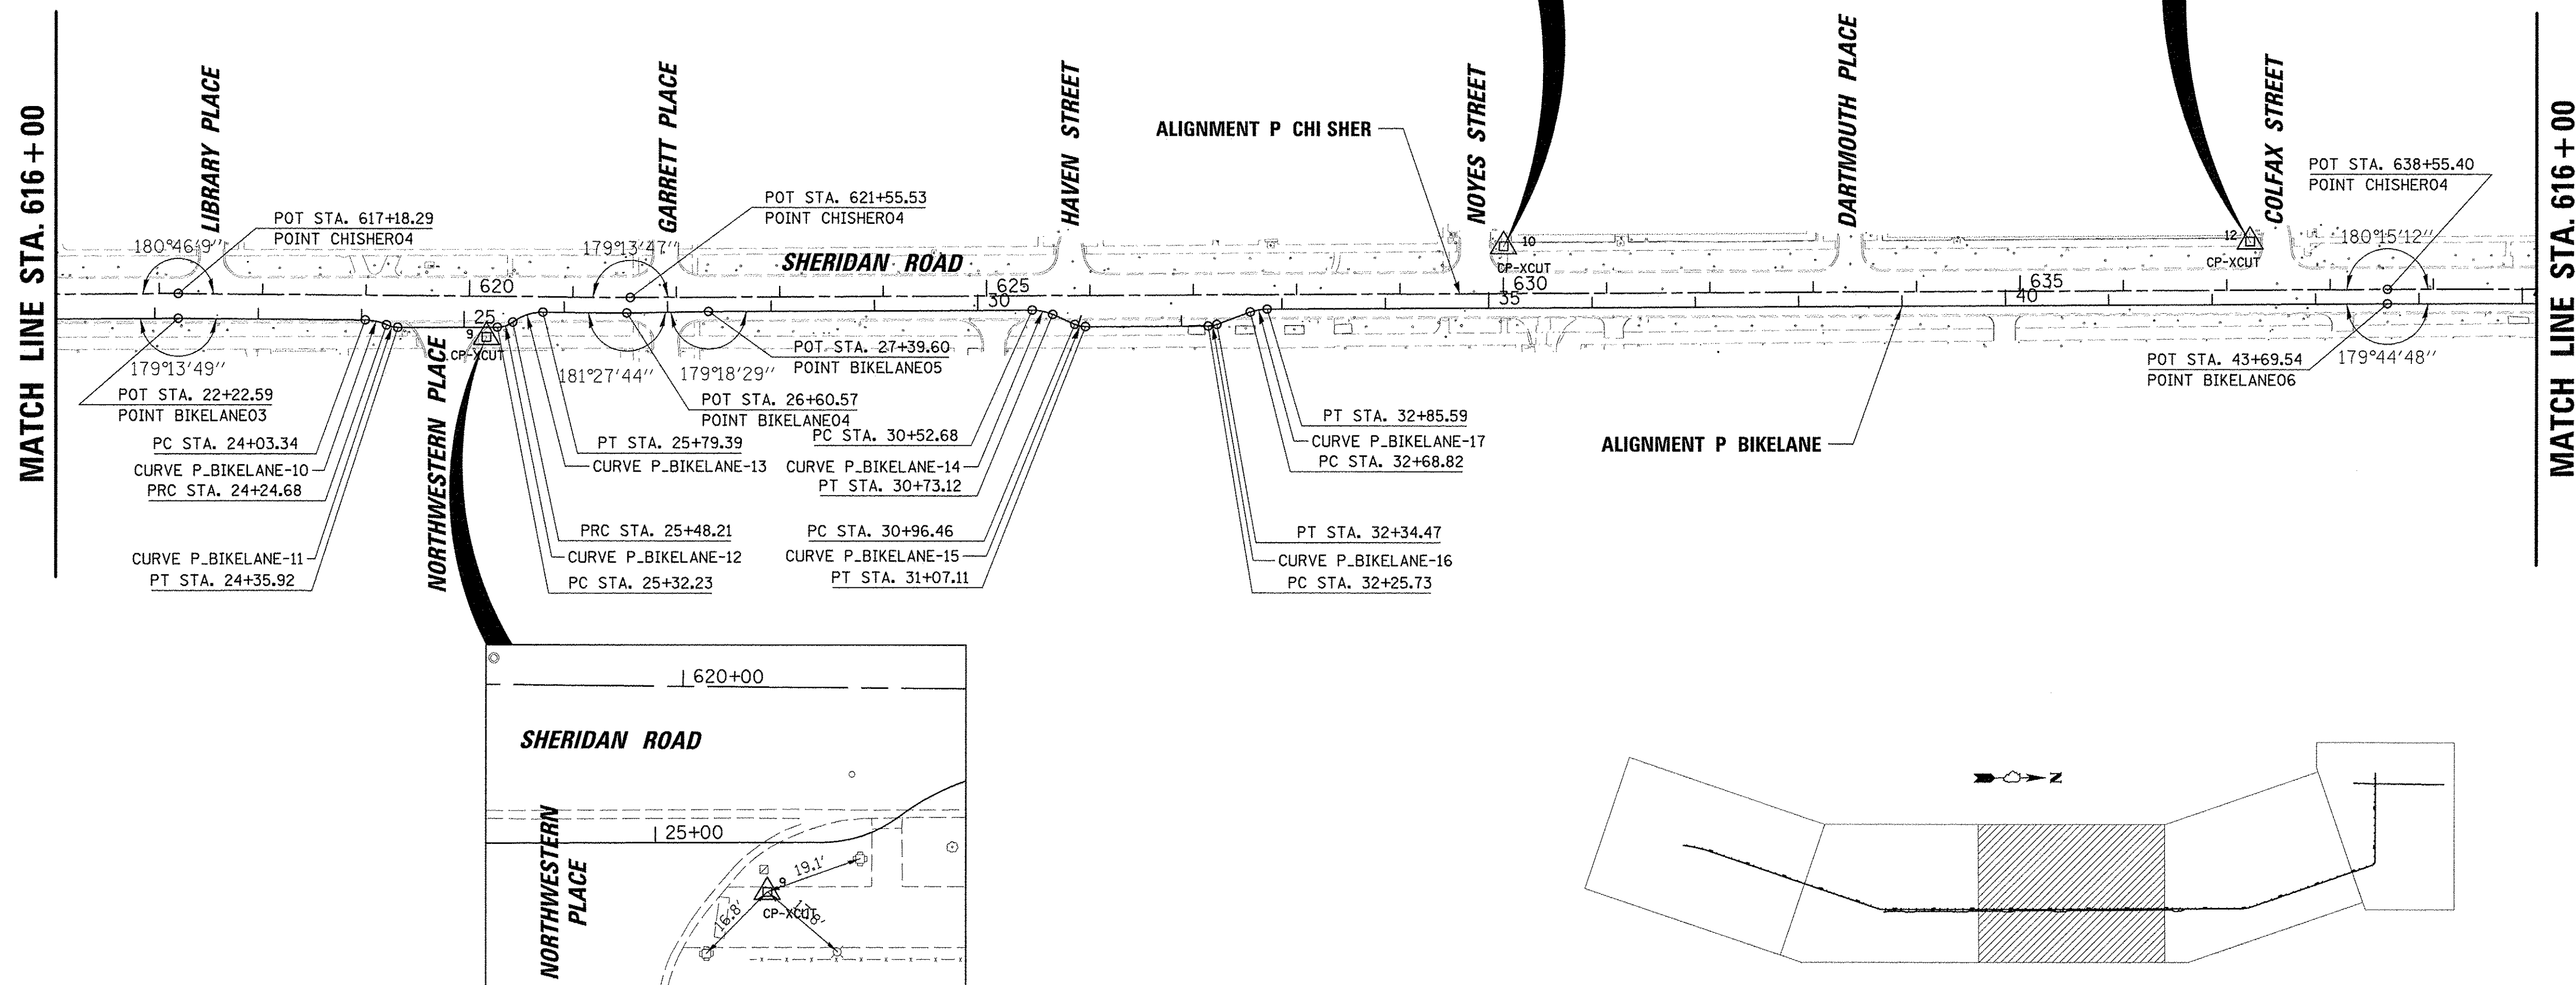 MATCH LINE STA. 616+00
LIBRARY PLACE
GARRETT PLACE
HAVEN STREET
NOYES STREET
DARTMOUTH PLACE
COLFAX STREET
MATCH LINE STA. 616+00
ALIGNMENT P CHI SHER
POT STA. 617+18.29
POINT CHISHER04
POT STA. 621+55.53
POINT CHISHER04
POT STA. 638+55.40
POINT CHISHER04
180°46'9"
179°13'47"
180°15'12"
SHERIDAN ROAD
10
CP-XCUT
12
CP-XCUT
620
625
630
635
25
30
35
40
9
CP-XCUT
179°13'49"
181°27'44"
179°18'29"
179°44'48"
POT STA. 27+39.60
POINT BIKELANE05
POT STA. 43+69.54
POINT BIKELANE06
POT STA. 22+22.59
POINT BIKELANE03
POT STA. 26+60.57
POINT BIKELANE04
NORTHWESTERN PLACE
PC STA. 24+03.34
CURVE P_BIKELANE-10
PRC STA. 24+24.68
CURVE P_BIKELANE-11
PT STA. 24+35.92
PT STA. 25+79.39
CURVE P_BIKELANE-13
PRC STA. 25+48.21
CURVE P_BIKELANE-12
PC STA. 25+32.23
PC STA. 30+52.68
CURVE P_BIKELANE-14
PT STA. 30+73.12
PC STA. 30+96.46
CURVE P_BIKELANE-15
PT STA. 31+07.11
PT STA. 32+85.59
CURVE P_BIKELANE-17
PC STA. 32+68.82
PT STA. 32+34.47
CURVE P_BIKELANE-16
PC STA. 32+25.73
ALIGNMENT P BIKELANE
620+00
SHERIDAN ROAD
25+00
NORTHWESTERN
PLACE
19.1'
9
CP-XCUT
16.8'
N